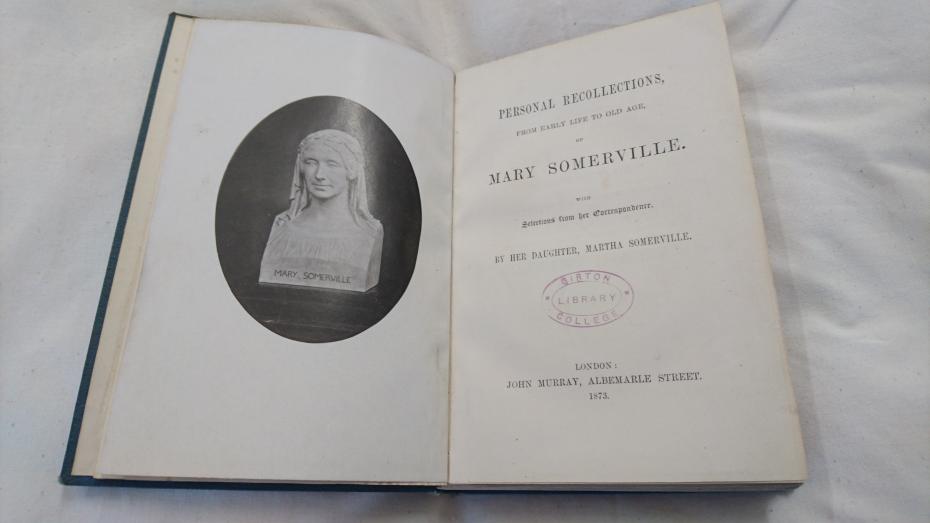 MARY SOMERVILLE
PERSONAL RECOLLECTIONS,
FROM EARLY LIFE TO OLD AGE,
OF
MARY SOMERVILLE.
WITH
Selections from her Correspondence.
BY HER DAUGHTER, MARTHA SOMERVILLE.
GIRTON
LIBRARY
COLLEGE
LONDON:
JOHN MURRAY, ALBEMARLE STREET.
1873.